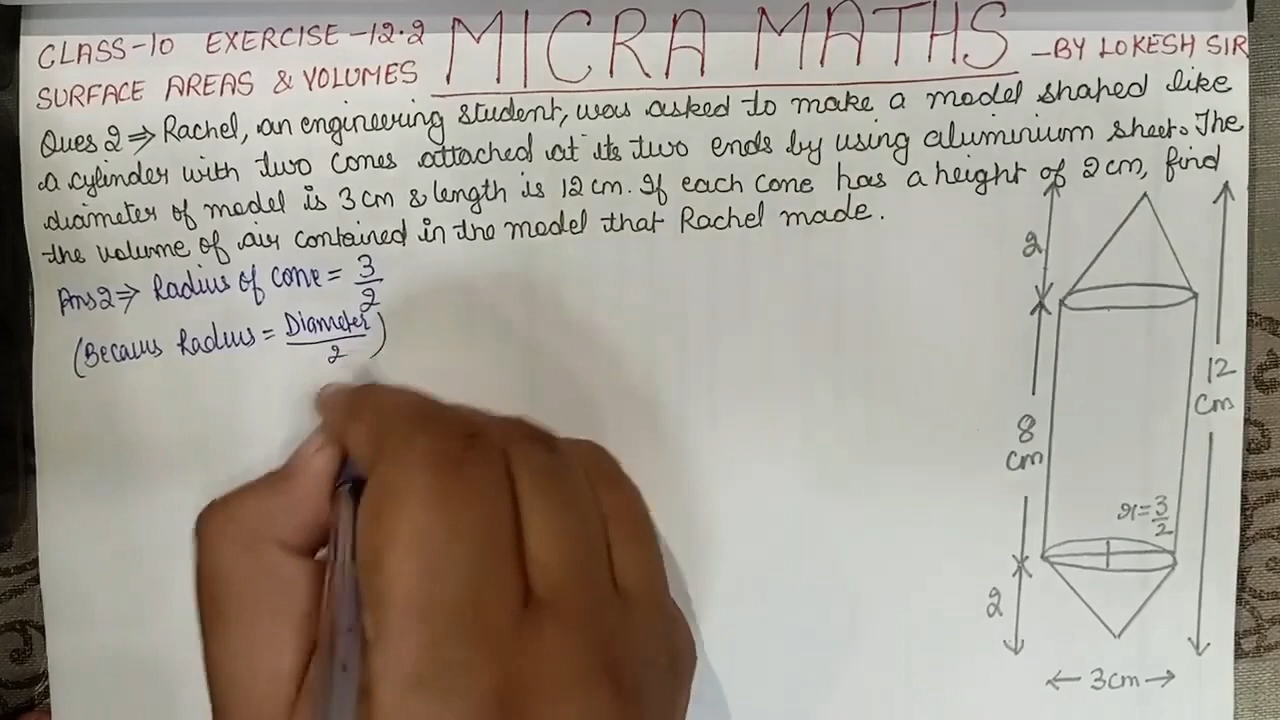 CLASS-10 EXERCISE-12.2 MICRA MATHS -BY LOKESH SIR
SURFACE AREAS & VOLUMES
Ques 2 ⇒ Rachel, an engineering student, was asked to make a model shaped like
a cylinder with two cones attached at its two ends by using aluminium sheet. The
diameter of model is 3 cm & length is 12 cm. If each cone has a height of 2 cm, find
the volume of air contained in the model that Rachel made.
Ans 2 ⇒ Radius of cone = 3/2
(Becaus Radius = Diameter/2)
2
12
cm
8
cm
r = 3/2
2
← 3cm →